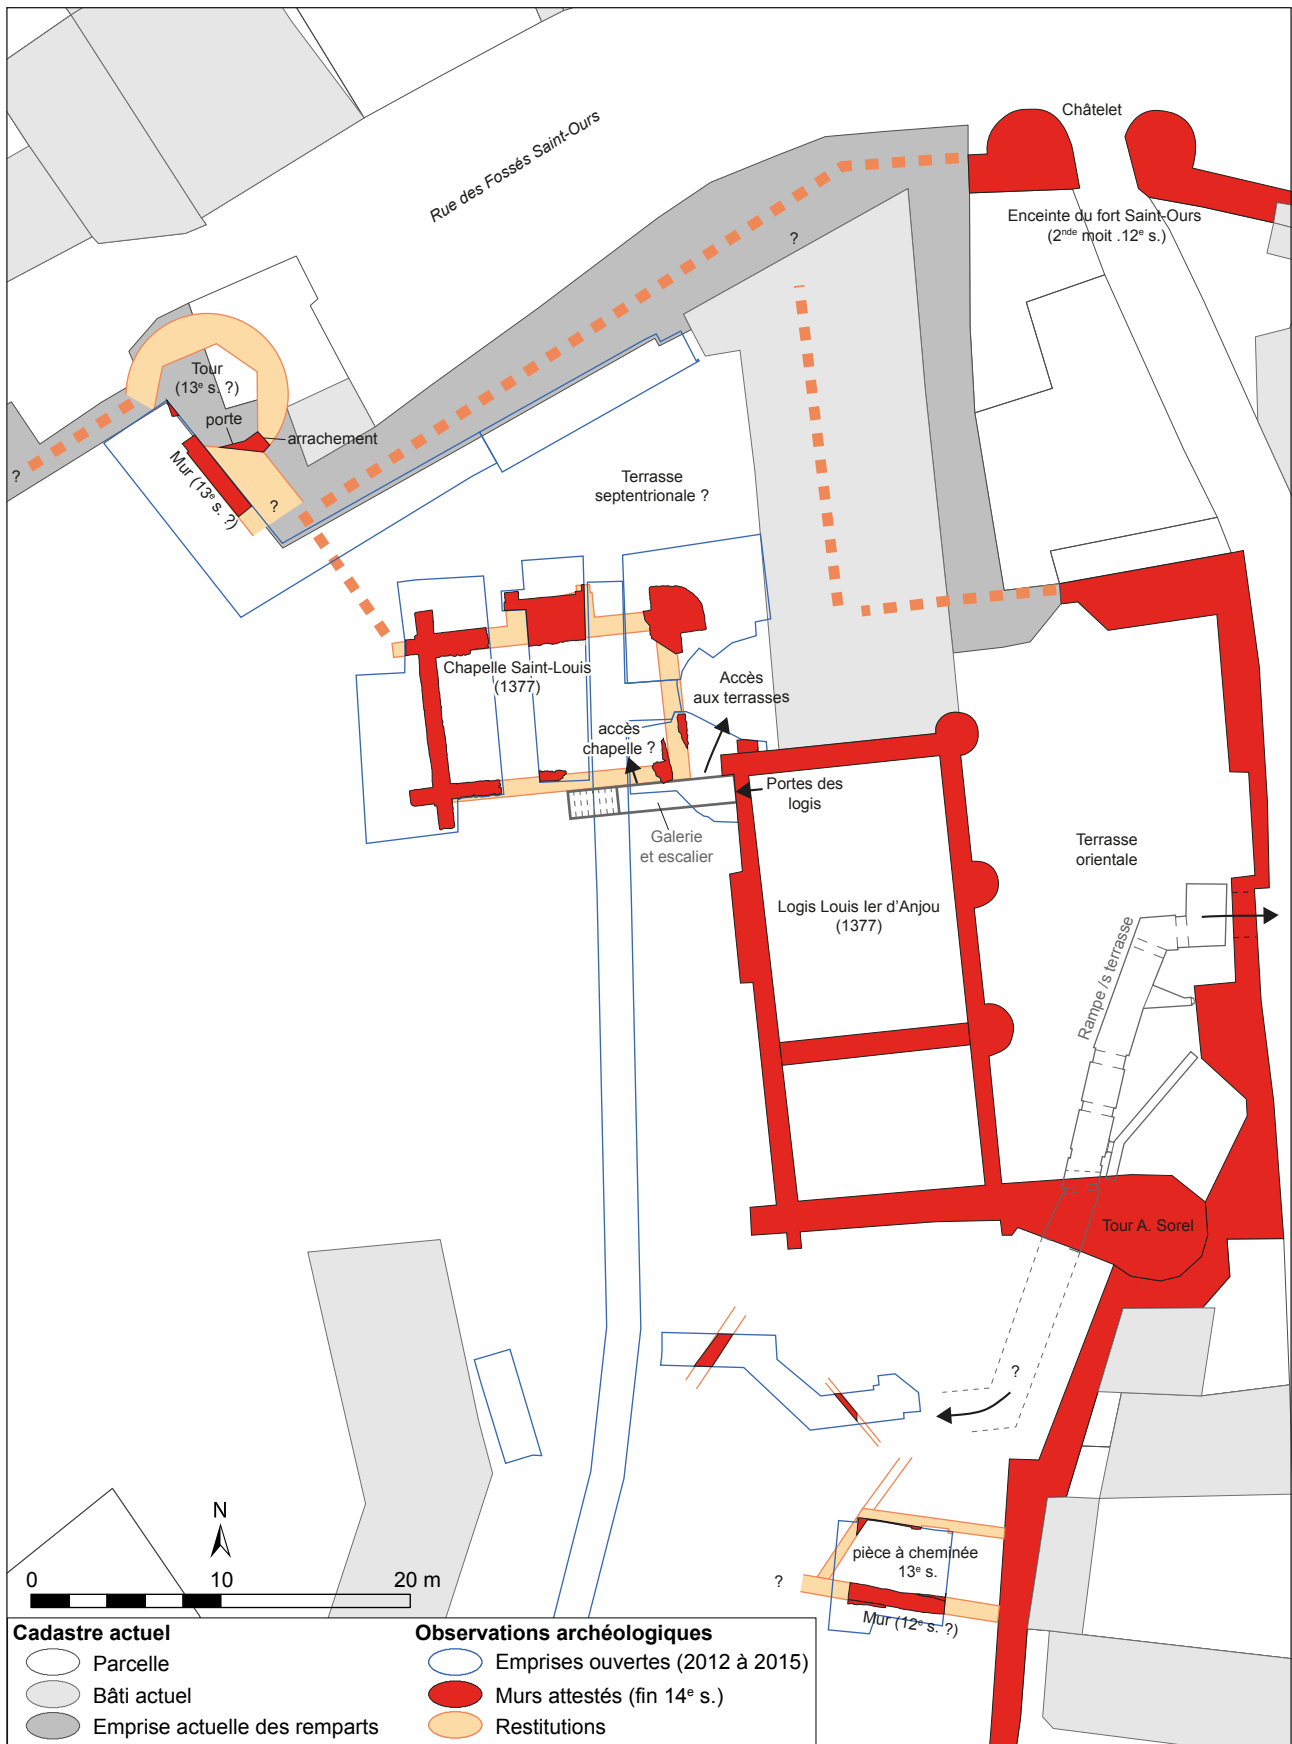 Châtelet
Rue des Fossés Saint-Ours
Enceinte du fort Saint-Ours
(2nde moit .12e s.)
?
Tour
(13e s. ?)
porte
arrachement
?
Mur (13e s. ?)
?
Terrasse
septentrionale ?
Chapelle Saint-Louis
(1377)
Accès
aux terrasses
accès
chapelle ?
Portes des
logis
Galerie
et escalier
Terrasse
orientale
Logis Louis Ier d'Anjou
(1377)
Rampe /s terrasse
Tour A. Sorel
?
pièce à cheminée
13e s.
?
Mur (12e s. ?)
N
0 10 20 m
Cadastre actuel
Parcelle
Bâti actuel
Emprise actuelle des remparts
Observations archéologiques
Emprises ouvertes (2012 à 2015)
Murs attestés (fin 14e s.)
Restitutions